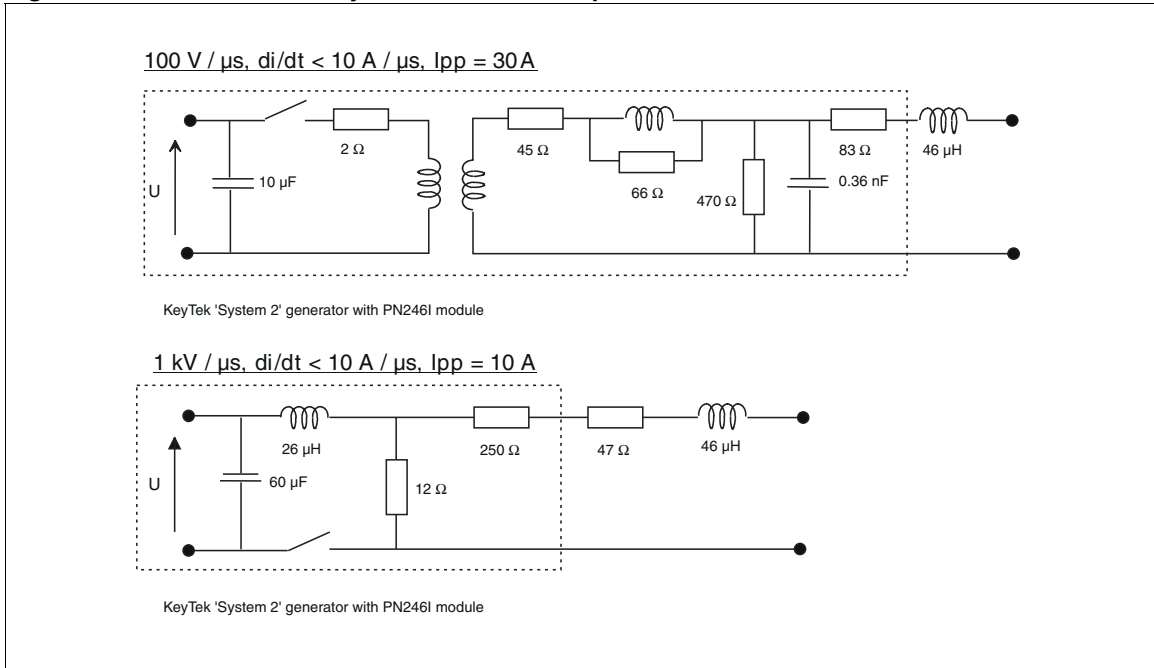 100 V / µs, di/dt < 10 A / µs, Ipp = 30 A
2 Ω
45 Ω
66 Ω
470 Ω
83 Ω
46 µH
U
10 µF
0.36 nF
KeyTek 'System 2' generator with PN246I module
1 kV / µs, di/dt < 10 A / µs, Ipp = 10 A
26 µH
250 Ω
47 Ω
46 µH
U
60 µF
12 Ω
KeyTek 'System 2' generator with PN246I module